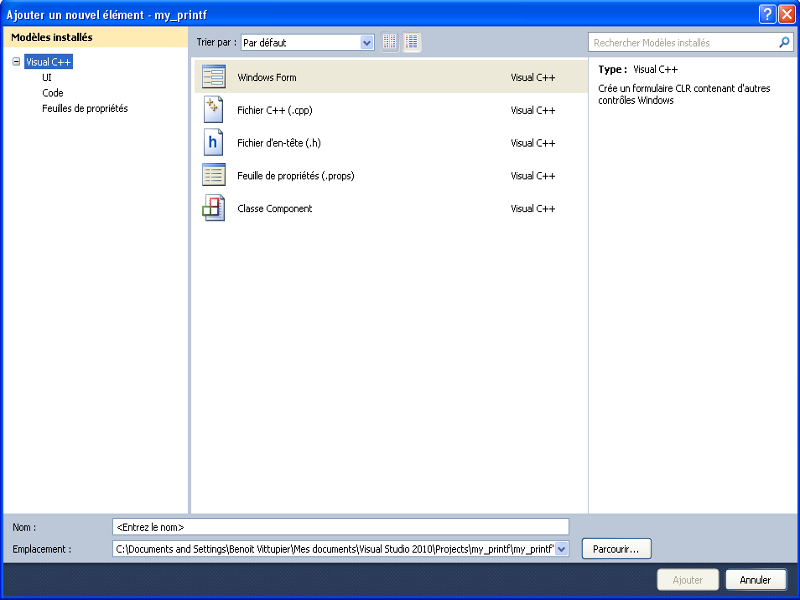 Ajouter un nouvel élément - my_printf
Modèles installés
Visual C++
UI
Code
Feuilles de propriétés
Trier par : Par défaut
Rechercher Modèles installés
Windows Form Visual C++
Fichier C++ (.cpp) Visual C++
Fichier d'en-tête (.h) Visual C++
Feuille de propriétés (.props) Visual C++
Classe Component Visual C++
Type : Visual C++
Crée un formulaire CLR contenant d'autres
contrôles Windows
Nom : <Entrez le nom>
Emplacement : C:\Documents and Settings\Benoit Vittupier\Mes documents\Visual Studio 2010\Projects\my_printf\my_printf\
Parcourir...
Ajouter
Annuler